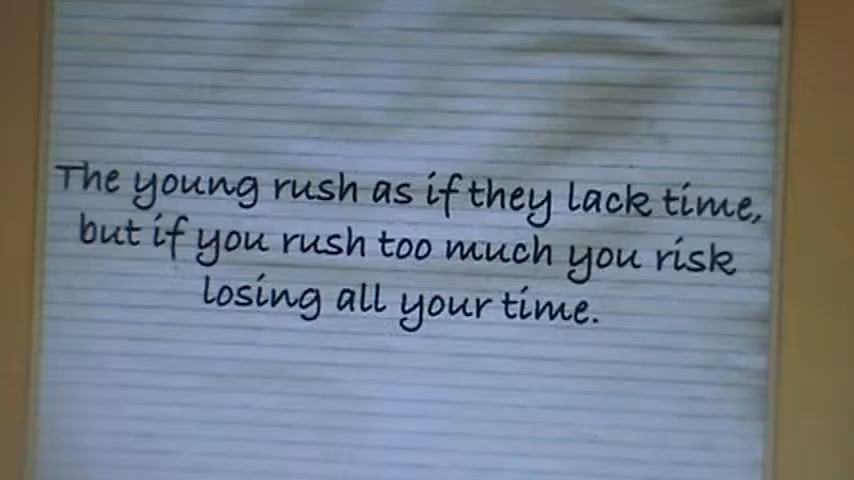 The young rush as if they lack time,
but if you rush too much you risk
losing all your time.